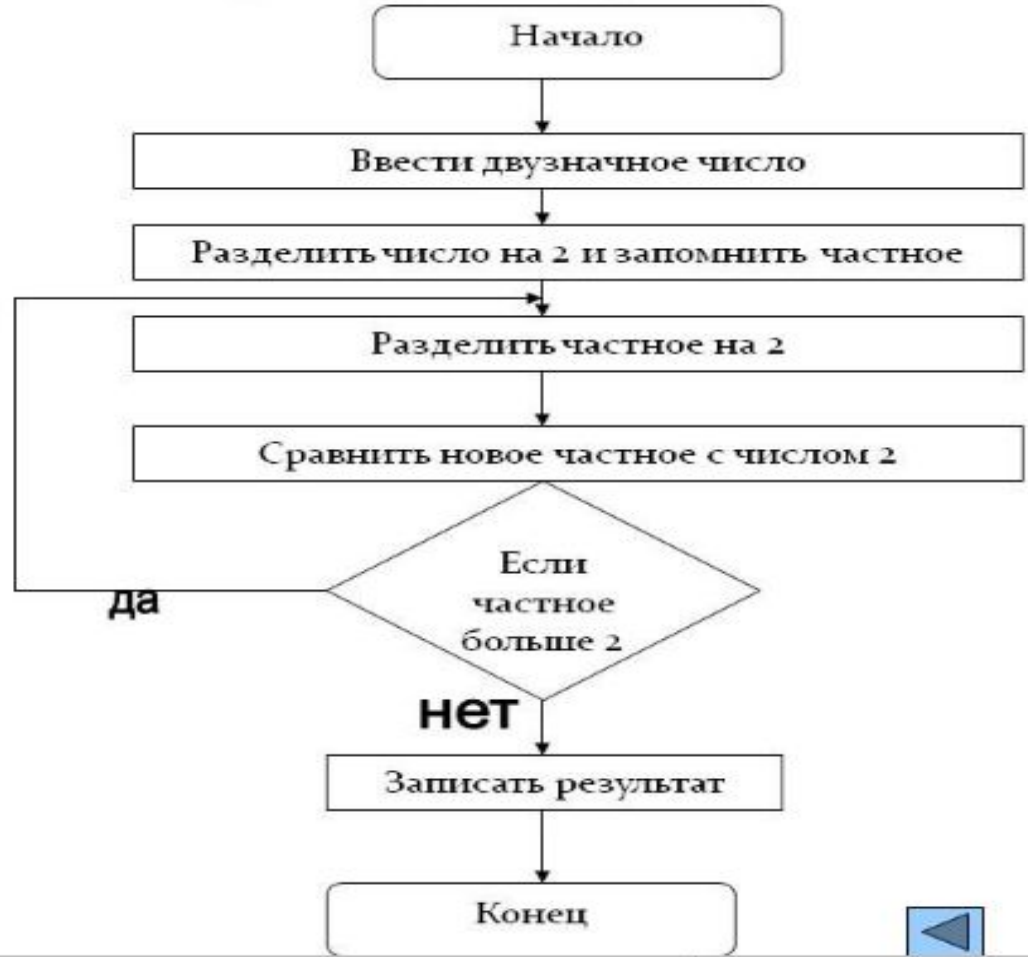 Начало
Ввести двузначное число
Разделить число на 2 и запомнить частное
Разделить частное на 2
Сравнить новое частное с числом 2
Если
частное
больше 2
да
нет
Записать результат
Конец